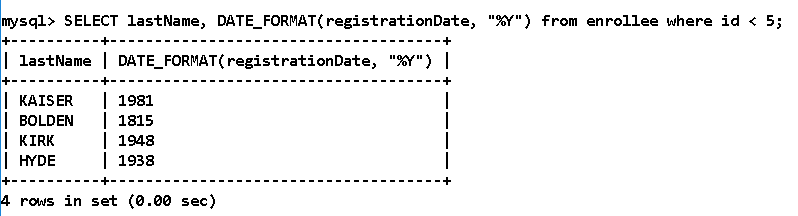 mysql> SELECT lastName, DATE_FORMAT(registrationDate, "%Y") from enrollee where id < 5;
+----------+-------------------------------------+
| lastName | DATE_FORMAT(registrationDate, "%Y") |
+----------+-------------------------------------+
| KAISER   | 1981                                |
| BOLDEN   | 1815                                |
| KIRK     | 1948                                |
| HYDE     | 1938                                |
+----------+-------------------------------------+
4 rows in set (0.00 sec)